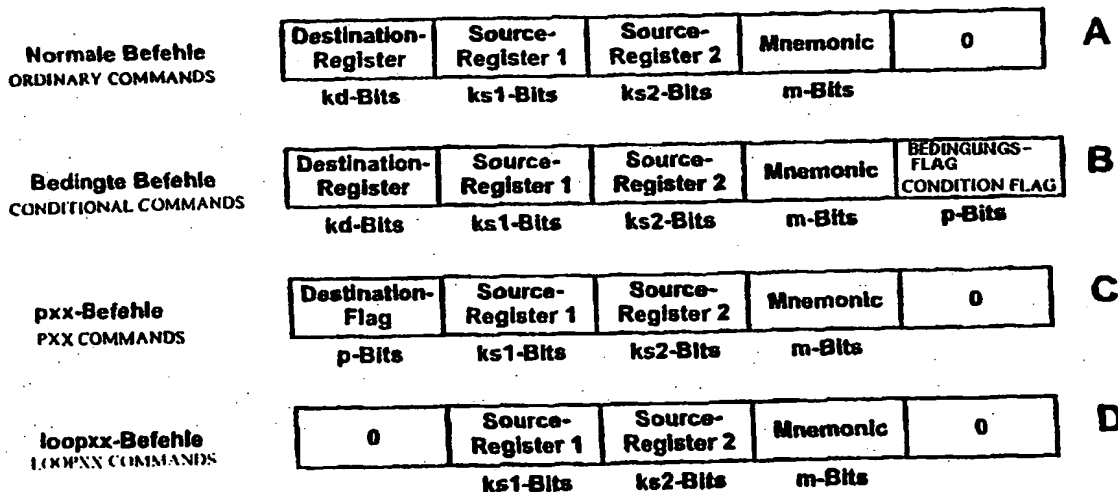 Normale Befehle
ORDINARY COMMANDS
Destination-
Register
Source-
Register 1
Source-
Register 2
Mnemonic
0
A
kd-Bits
ks1-Bits
ks2-Bits
m-Bits
Bedingte Befehle
CONDITIONAL COMMANDS
Destination-
Register
Source-
Register 1
Source-
Register 2
Mnemonic
BEDINGUNGS-
FLAG
CONDITION FLAG
B
kd-Bits
ks1-Bits
ks2-Bits
m-Bits
p-Bits
pxx-Befehle
PXX COMMANDS
Destination-
Flag
Source-
Register 1
Source-
Register 2
Mnemonic
0
C
p-Bits
ks1-Bits
ks2-Bits
m-Bits
loopxx-Befehle
LOOPXX COMMANDS
0
Source-
Register 1
Source-
Register 2
Mnemonic
0
D
ks1-Bits
ks2-Bits
m-Bits